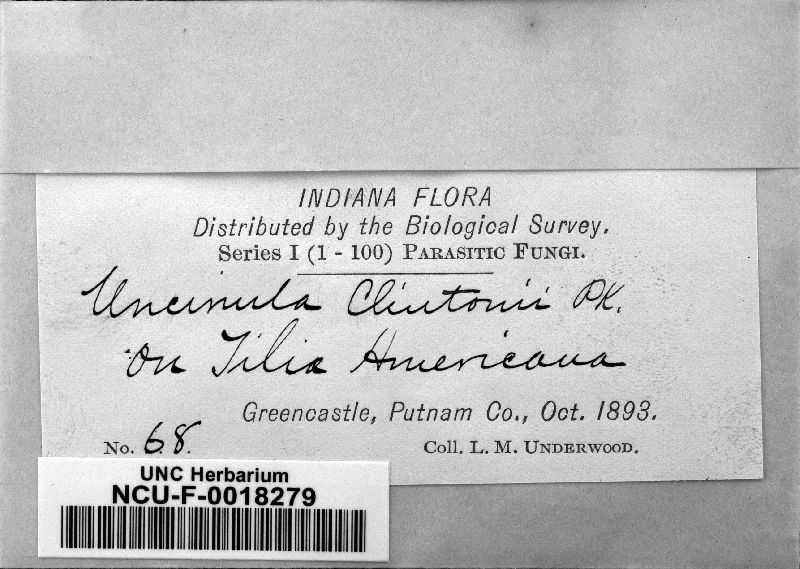 INDIANA FLORA
Distributed by the Biological Survey.
Series I (1 - 100) PARASITIC FUNGI.
Uncinula Clintonii Pk.
On Tilia Americana
Greencastle, Putnam Co., Oct. 1893.
No. 68. Coll. L. M. UNDERWOOD.
UNC Herbarium
NCU-F-0018279